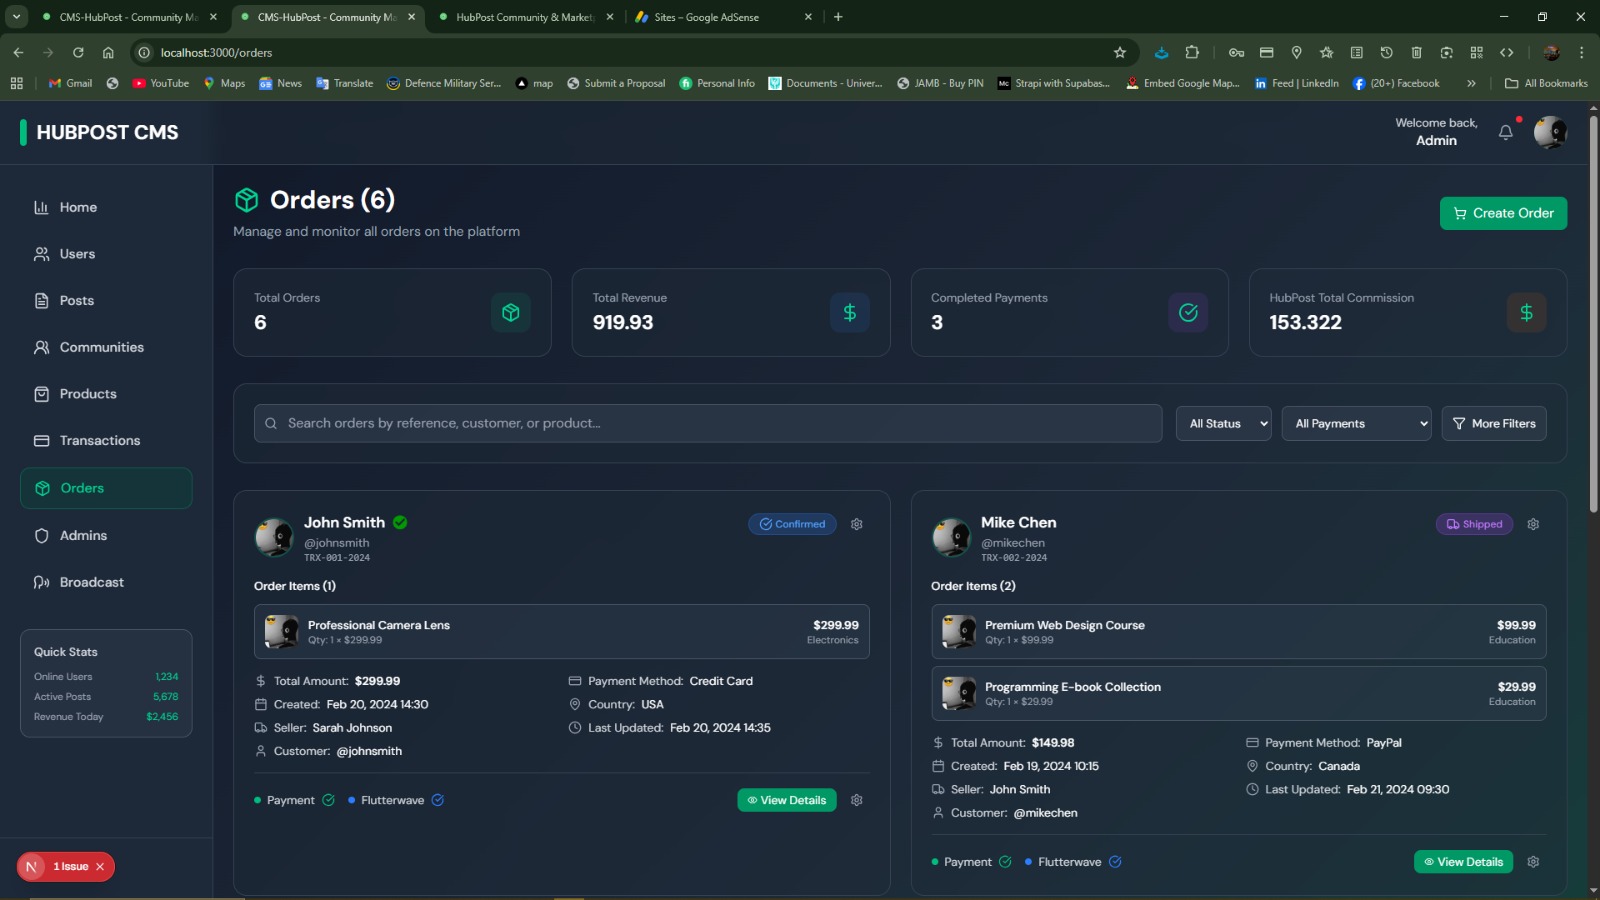 CMS-HubPost - Community Ma
CMS-HubPost - Community Ma
HubPost Community & Market
Sites – Google AdSense
localhost:3000/orders
Gmail
YouTube
Maps
News
Translate
Defence Military Ser...
map
Submit a Proposal
Personal Info
Documents - Univer...
JAMB - Buy PIN
Strapi with Supabas...
Embed Google Map...
Feed | LinkedIn
(20+) Facebook
»
All Bookmarks
HUBPOST CMS
Welcome back,
Admin
Home
Users
Posts
Communities
Products
Transactions
Orders
Admins
Broadcast
Quick Stats
Online Users 1,234
Active Posts 5,678
Revenue Today $2,456
N 1 Issue
Orders (6)
Manage and monitor all orders on the platform
Create Order
Total Orders
6
Total Revenue
919.93
Completed Payments
3
HubPost Total Commission
153.322
Search orders by reference, customer, or product...
All Status
All Payments
More Filters
John Smith
@johnsmith
TRX-001-2024
Confirmed
Order Items (1)
Professional Camera Lens $299.99
Qty: 1 × $299.99 Electronics
Total Amount: $299.99
Payment Method: Credit Card
Created: Feb 20, 2024 14:30
Country: USA
Seller: Sarah Johnson
Last Updated: Feb 20, 2024 14:35
Customer: @johnsmith
Payment
Flutterwave
View Details
Mike Chen
@mikechen
TRX-002-2024
Shipped
Order Items (2)
Premium Web Design Course $99.99
Qty: 1 × $99.99 Education
Programming E-book Collection $29.99
Qty: 1 × $29.99 Education
Total Amount: $149.98
Payment Method: PayPal
Created: Feb 19, 2024 10:15
Country: Canada
Seller: John Smith
Last Updated: Feb 21, 2024 09:30
Customer: @mikechen
Payment
Flutterwave
View Details